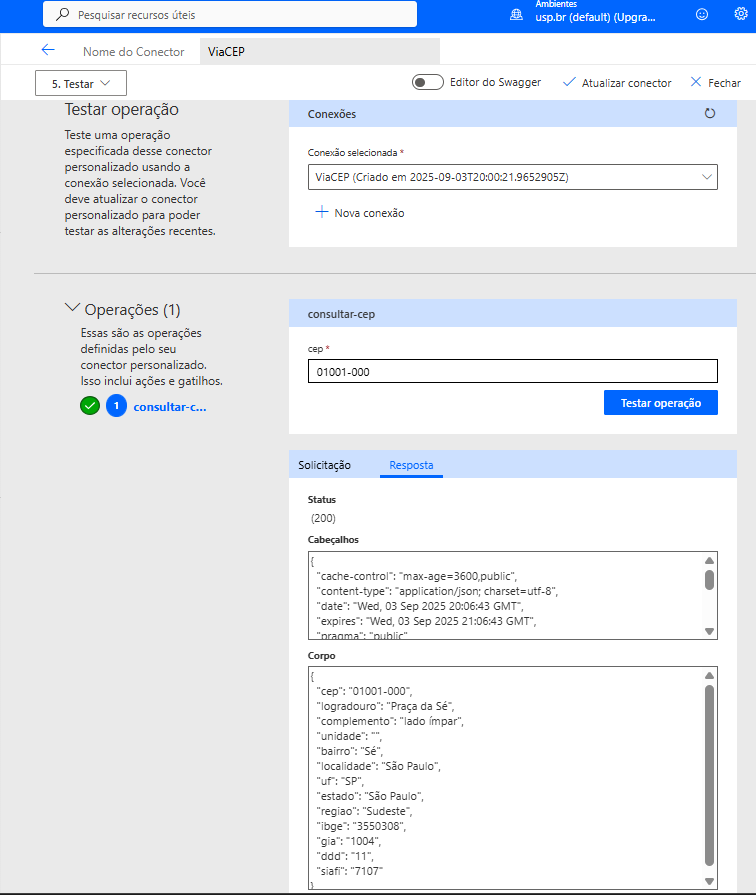 Pesquisar recursos úteis
Ambientes
usp.br (default) (Upgra...
Nome do Conector
ViaCEP
5. Testar
Editor do Swagger
Atualizar conector
Fechar
Testar operação
Teste uma operação
especificada desse conector
personalizado usando a
conexão selecionada. Você
deve atualizar o conector
personalizado para poder
testar as alterações recentes.
Conexões
Conexão selecionada *
ViaCEP (Criado em 2025-09-03T20:00:21.9652905Z)
Nova conexão
Operações (1)
Essas são as operações
definidas pelo seu
conector personalizado.
Isso inclui ações e gatilhos.
1 consultar-c...
consultar-cep
cep *
01001-000
Testar operação
Solicitação
Resposta
Status
(200)
Cabeçalhos
{
"cache-control": "max-age=3600,public",
"content-type": "application/json; charset=utf-8",
"date": "Wed, 03 Sep 2025 20:06:43 GMT",
"expires": "Wed, 03 Sep 2025 21:06:43 GMT",
"pragma": "public"
Corpo
{
"cep": "01001-000",
"logradouro": "Praça da Sé",
"complemento": "lado ímpar",
"unidade": "",
"bairro": "Sé",
"localidade": "São Paulo",
"uf": "SP",
"estado": "São Paulo",
"regiao": "Sudeste",
"ibge": "3550308",
"gia": "1004",
"ddd": "11",
"siafi": "7107"
}